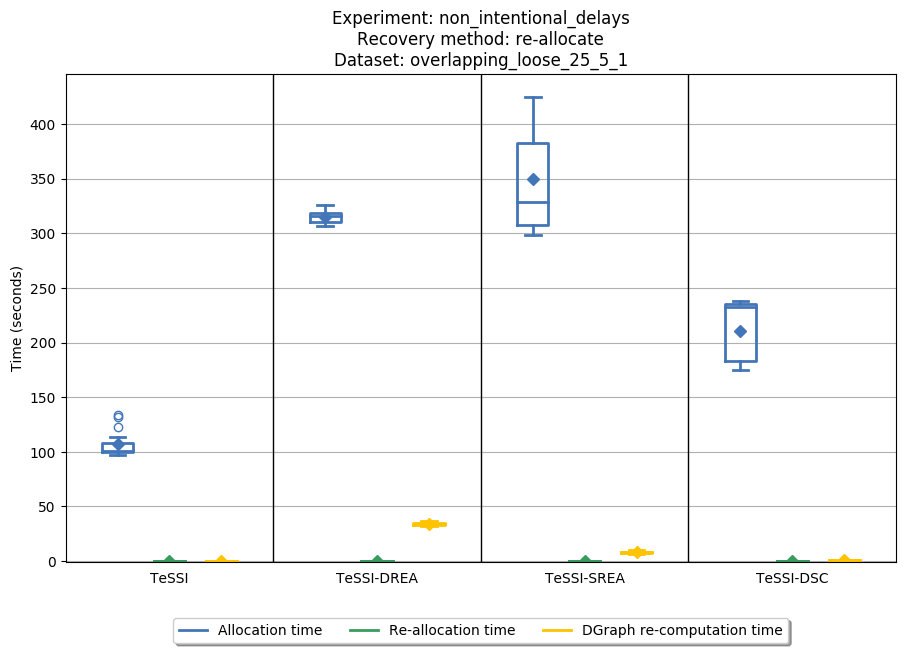 Experiment: non_intentional_delays
Recovery method: re-allocate
Dataset: overlapping_loose_25_5_1
Time (seconds)
400
350
300
250
200
150
100
50
0
TeSSI
TeSSI-DREA
TeSSI-SREA
TeSSI-DSC
Allocation time
Re-allocation time
DGraph re-computation time